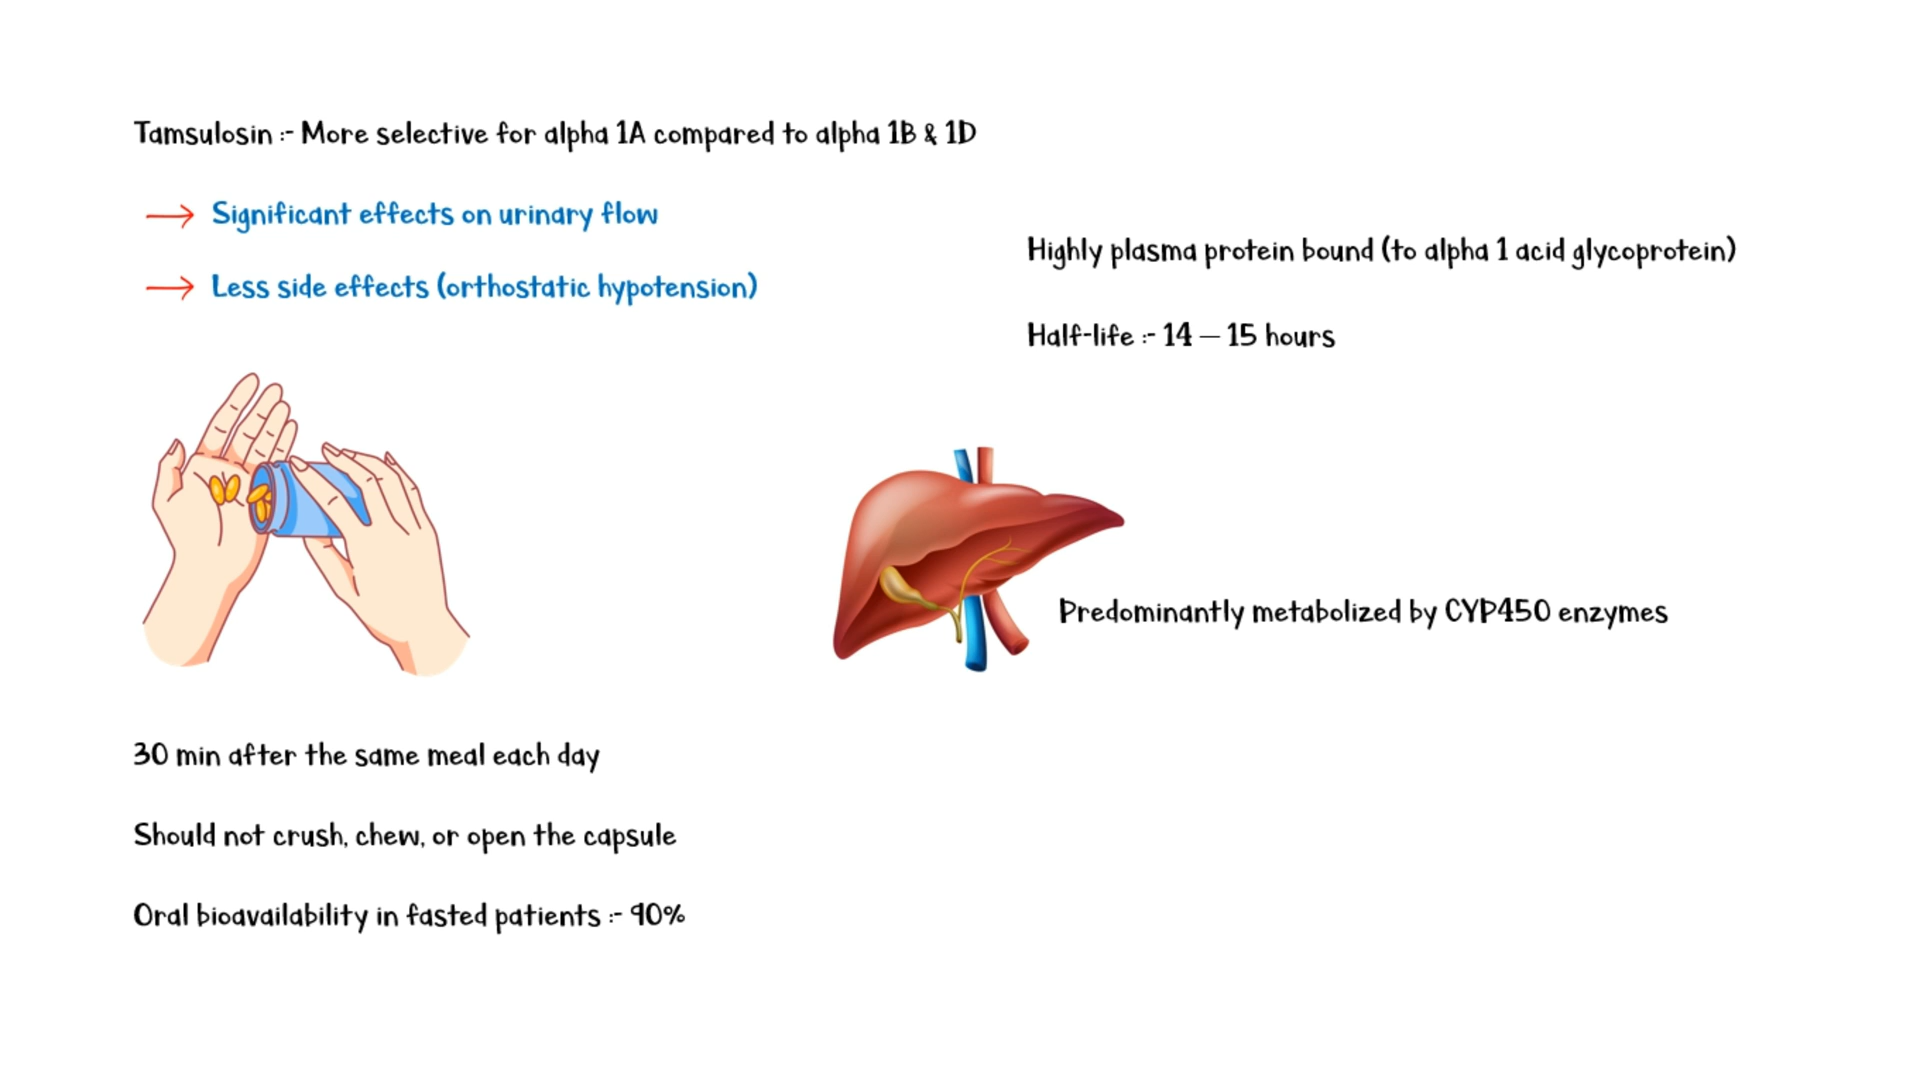 Tamsulosin :- More selective for alpha 1A compared to alpha 1B & 1D
Significant effects on urinary flow
Less side effects (orthostatic hypotension)
Highly plasma protein bound (to alpha 1 acid glycoprotein)
Half-life :- 14 – 15 hours
Predominantly metabolized by CYP450 enzymes
30 min after the same meal each day
Should not crush, chew, or open the capsule
Oral bioavailability in fasted patients :- 90%